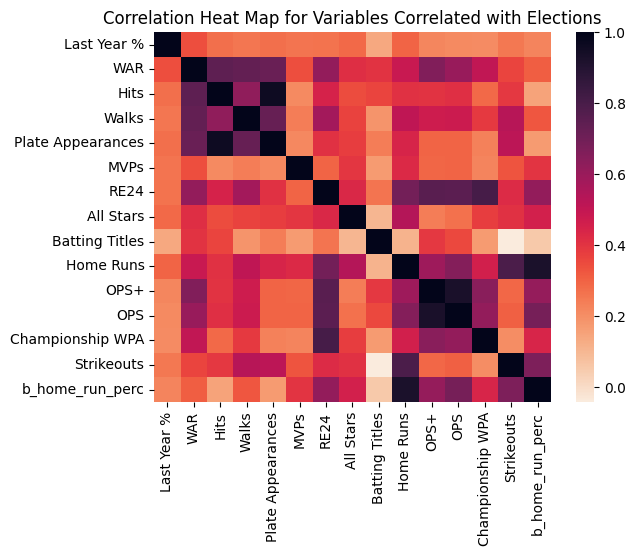 Correlation Heat Map for Variables Correlated with Elections
Last Year %
WAR
Hits
Walks
Plate Appearances
MVPs
RE24
All Stars
Batting Titles
Home Runs
OPS+
OPS
Championship WPA
Strikeouts
b_home_run_perc
Last Year %
WAR
Hits
Walks
Plate Appearances
MVPs
RE24
All Stars
Batting Titles
Home Runs
OPS+
OPS
Championship WPA
Strikeouts
b_home_run_perc
1.0
0.8
0.6
0.4
0.2
0.0